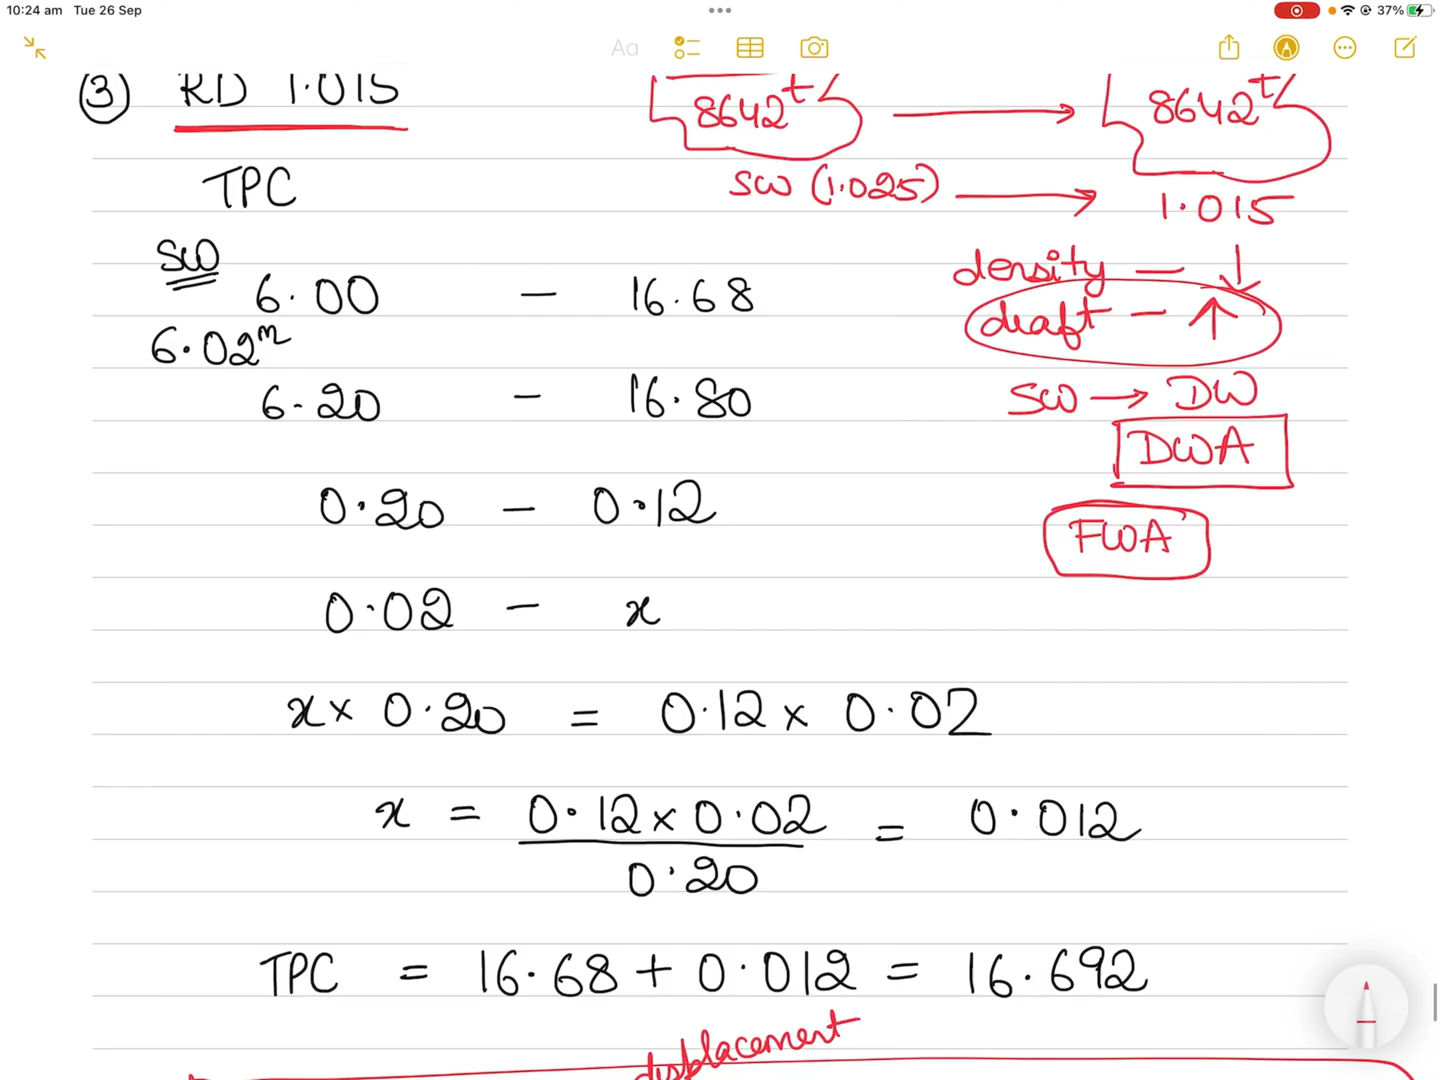 10:24 am Tue 26 Sep
37%
Aa
③ RD 1.015
8642t → 8642t
SW (1.025) → 1.015
TPC
SW
6.00 - 16.68
6.02m
6.20 - 16.80
density - ↓
draft - ↑
SW → DW
DWA
FWA
0.20 - 0.12
0.02 - x
x × 0.20 = 0.12 × 0.02
x = 0.12 × 0.02 = 0.012
0.20
TPC = 16.68 + 0.012 = 16.692
displacement